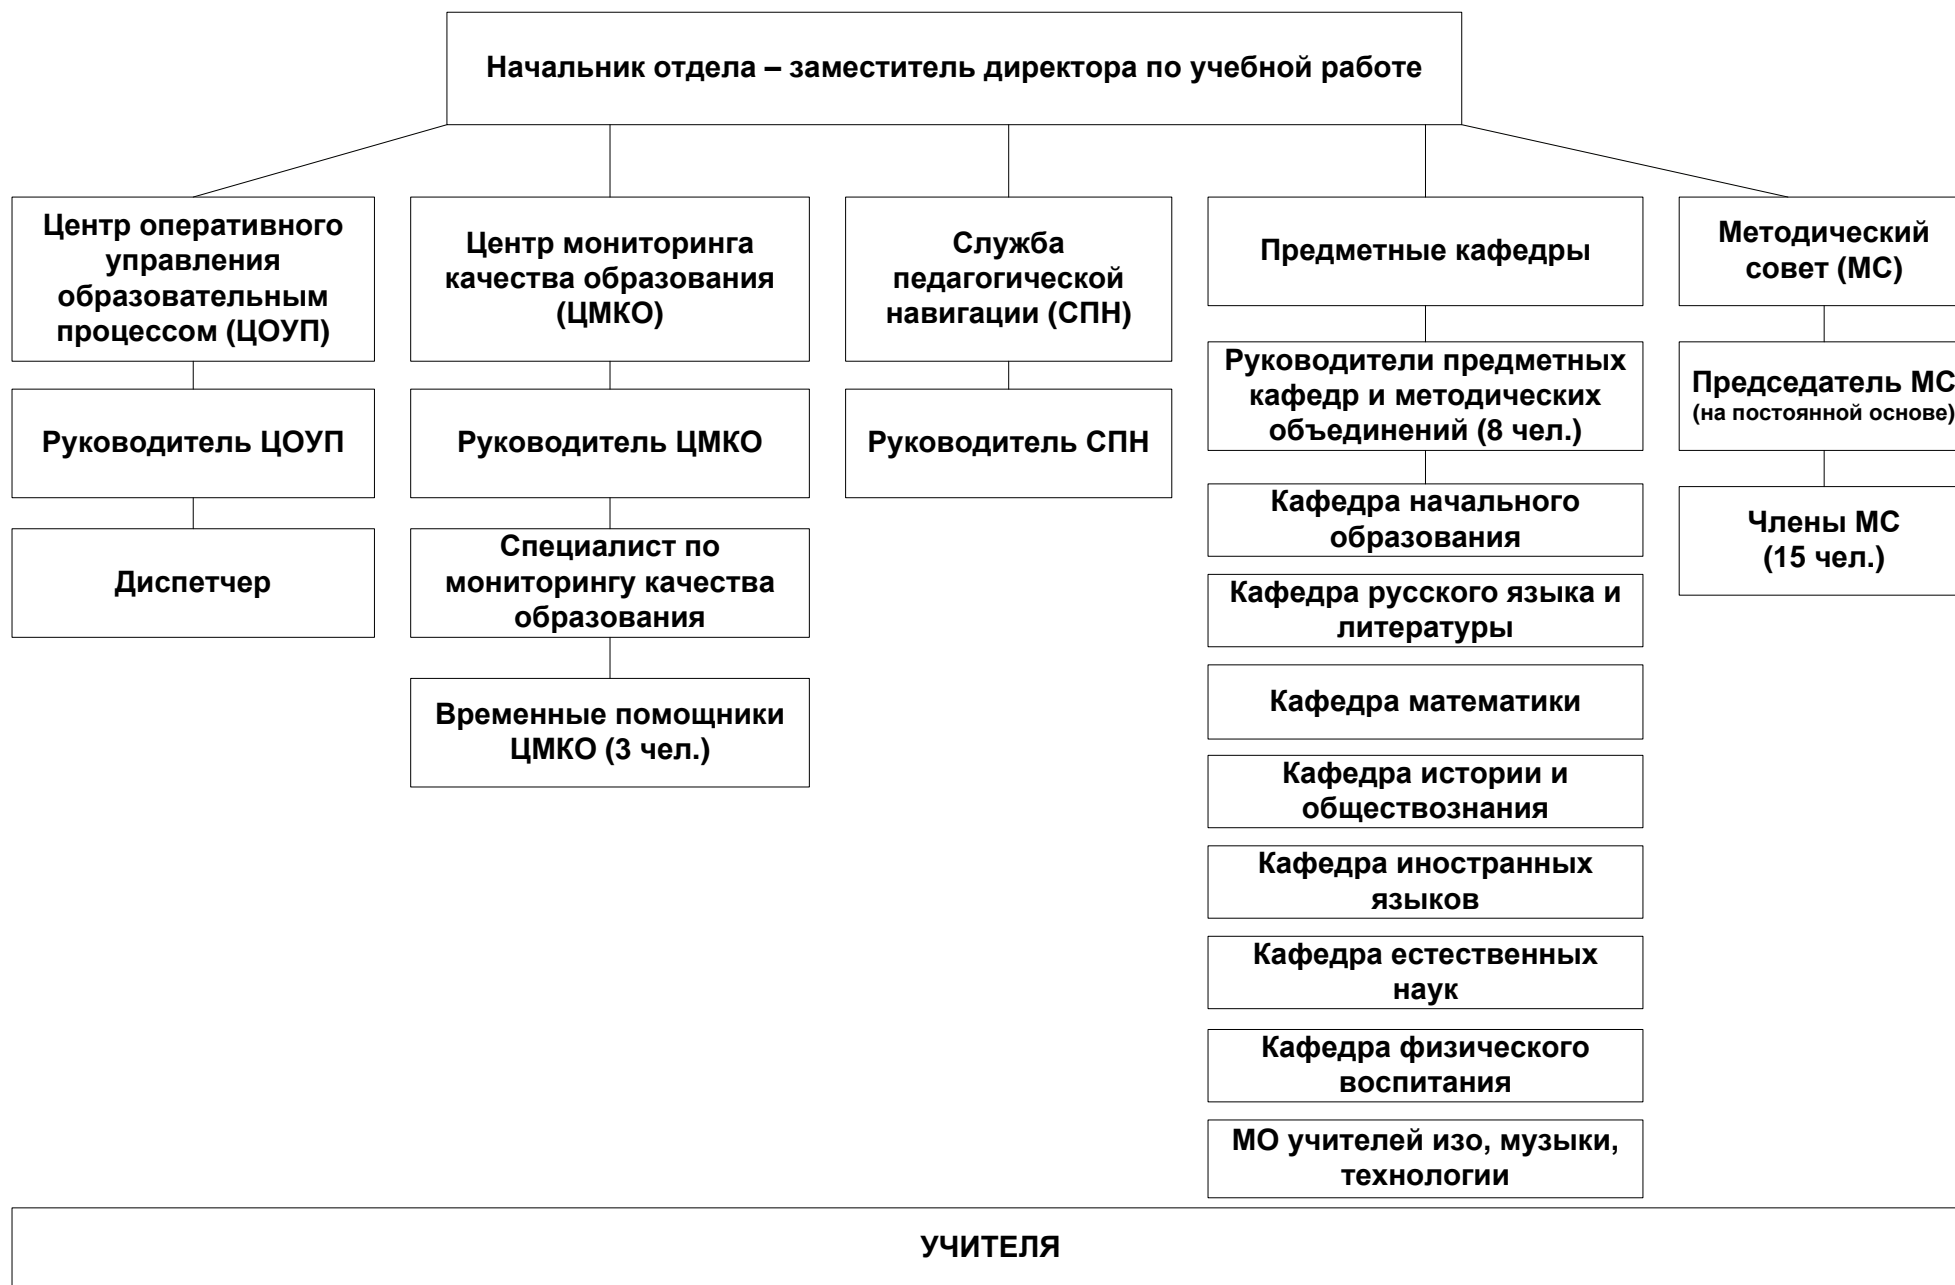 Начальник отдела – заместитель директора по учебной работе
Центр оперативного
управления
образовательным
процессом (ЦОУП)
Руководитель ЦОУП
Диспетчер
Центр мониторинга
качества образования
(ЦМКО)
Руководитель ЦМКО
Специалист по
мониторингу качества
образования
Временные помощники
ЦМКО (3 чел.)
Служба
педагогической
навигации (СПН)
Руководитель СПН
Предметные кафедры
Руководители предметных
кафедр и методических
объединений (8 чел.)
Кафедра начального
образования
Кафедра русского языка и
литературы
Кафедра математики
Кафедра истории и
обществознания
Кафедра иностранных
языков
Кафедра естественных
наук
Кафедра физического
воспитания
МО учителей изо, музыки,
технологии
Методический
совет (МС)
Председатель МС
(на постоянной основе)
Члены МС
(15 чел.)
УЧИТЕЛЯ